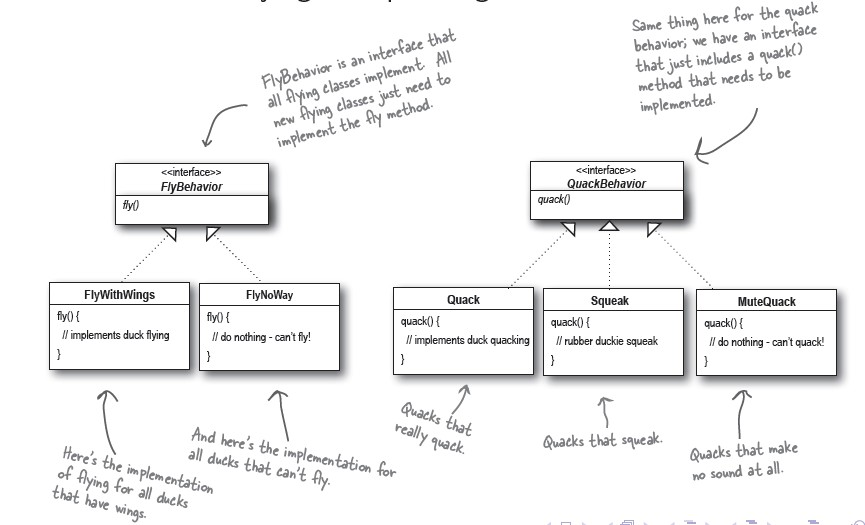 Same thing here for the quack
behavior; we have an interface
that just includes a quack()
method that needs to be
implemented.
FlyBehavior is an interface that
all flying classes implement. All
new flying classes just need to
implement the fly method.
<<interface>>
FlyBehavior
fly()
<<interface>>
QuackBehavior
quack()
FlyWithWings
fly() {
// implements duck flying
}
FlyNoWay
fly() {
// do nothing - can't fly!
}
Quack
quack() {
// implements duck quacking
}
Squeak
quack() {
// rubber duckie squeak
}
MuteQuack
quack() {
// do nothing - can't quack!
}
Here's the implementation
of flying for all ducks
that have wings.
And here's the implementation for
all ducks that can't fly.
Quacks that
really quack.
Quacks that squeak.
Quacks that make
no sound at all.